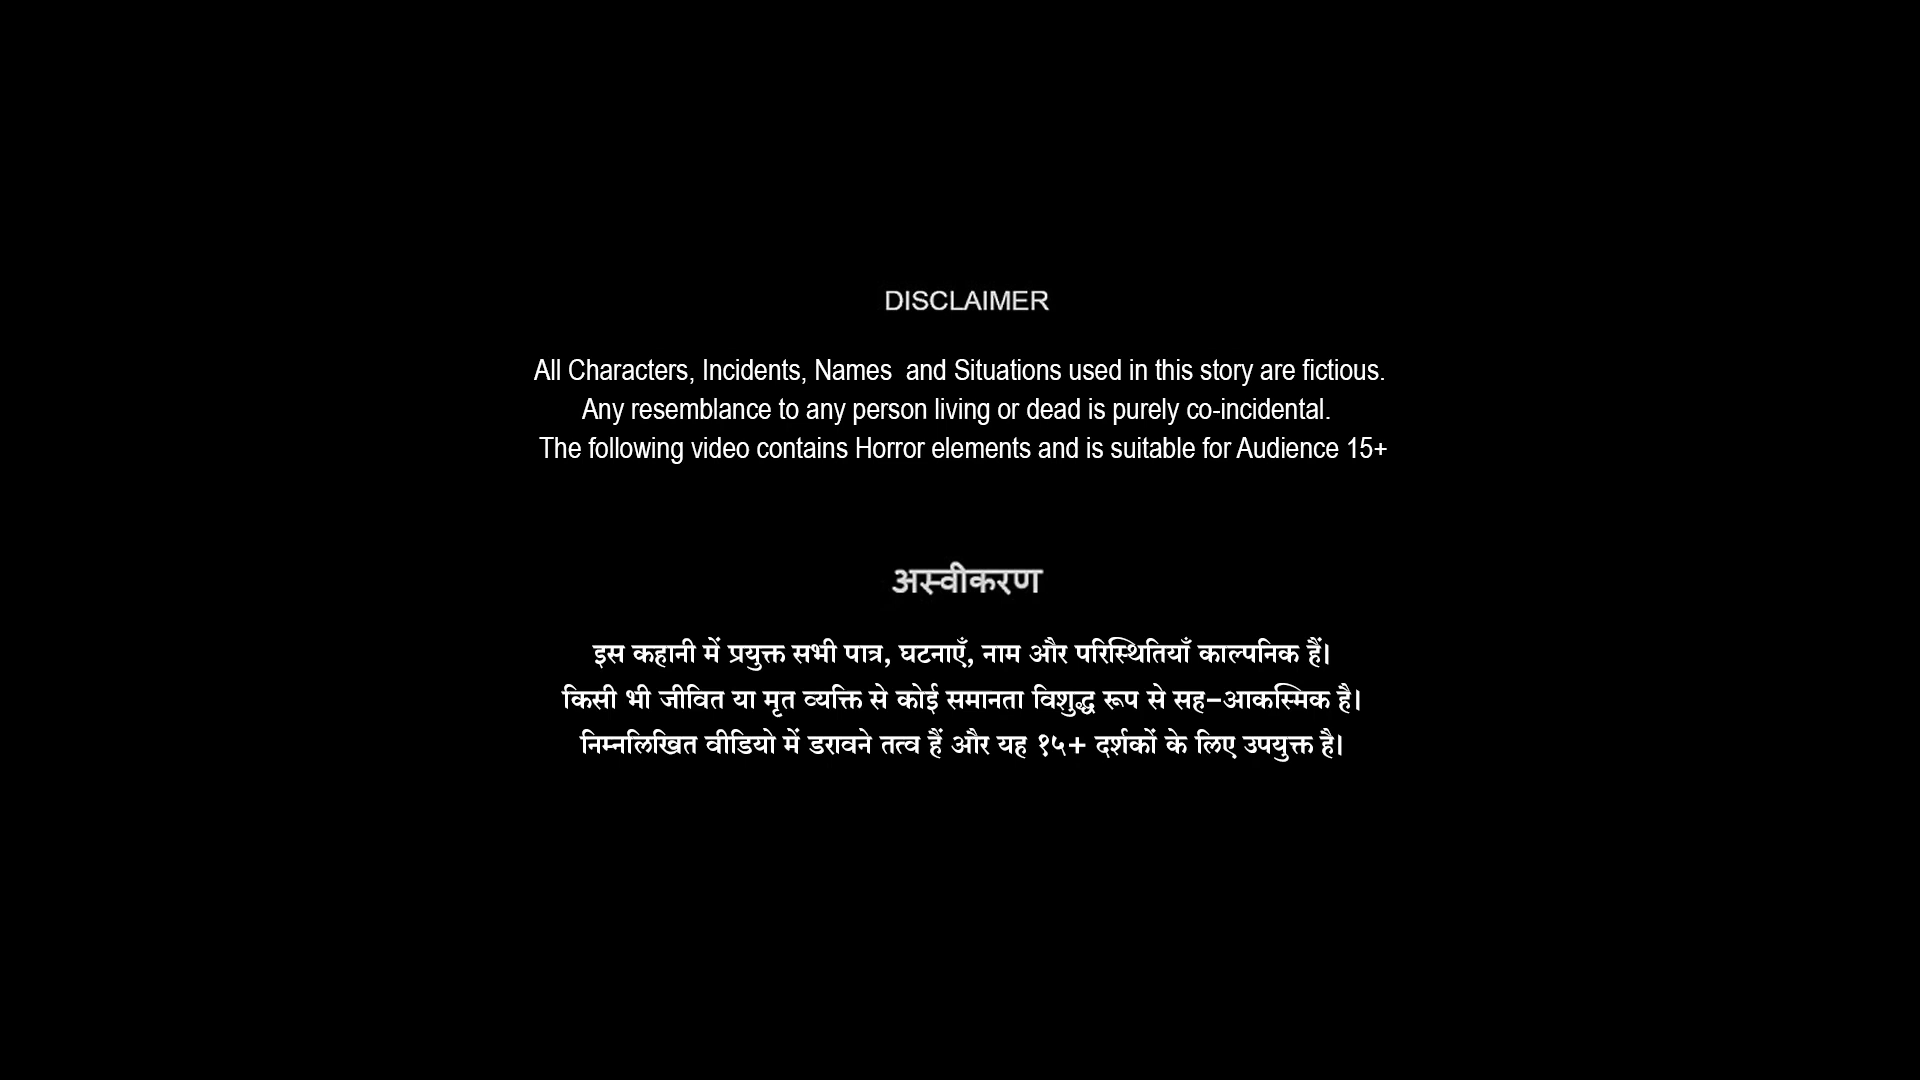 DISCLAIMER
All Characters, Incidents, Names  and Situations used in this story are fictious.
Any resemblance to any person living or dead is purely co-incidental.
The following video contains Horror elements and is suitable for Audience 15+
अस्वीकरण
इस कहानी में प्रयुक्त सभी पात्र, घटनाएँ, नाम और परिस्थितियाँ काल्पनिक हैं।
किसी भी जीवित या मृत व्यक्ति से कोई समानता विशुद्ध रूप से सह-आकस्मिक है।
निम्नलिखित वीडियो में डरावने तत्व हैं और यह १५+ दर्शकों के लिए उपयुक्त है।